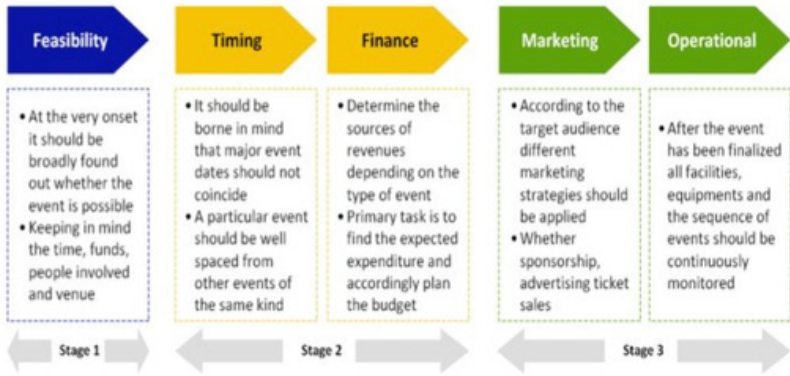 Feasibility
Timing
Finance
Marketing
Operational
• At the very onset
it should be
broadly found
out whether the
event is possible
• Keeping in mind
the time, funds,
people involved
and venue
• It should be
borne in mind
that major event
dates should not
coincide
• A particular event
should be well
spaced from
other events of
the same kind
• Determine the
sources of
revenues
depending on the
type of event
• Primary task is to
find the expected
expenditure and
accordingly plan
the budget
• According to the
target audience
different
marketing
strategies should
be applied
• Whether
sponsorship,
advertising ticket
sales
• After the event
has been finalized
all facilities,
equipments and
the sequence of
events should be
continuously
monitored
Stage 1
Stage 2
Stage 3